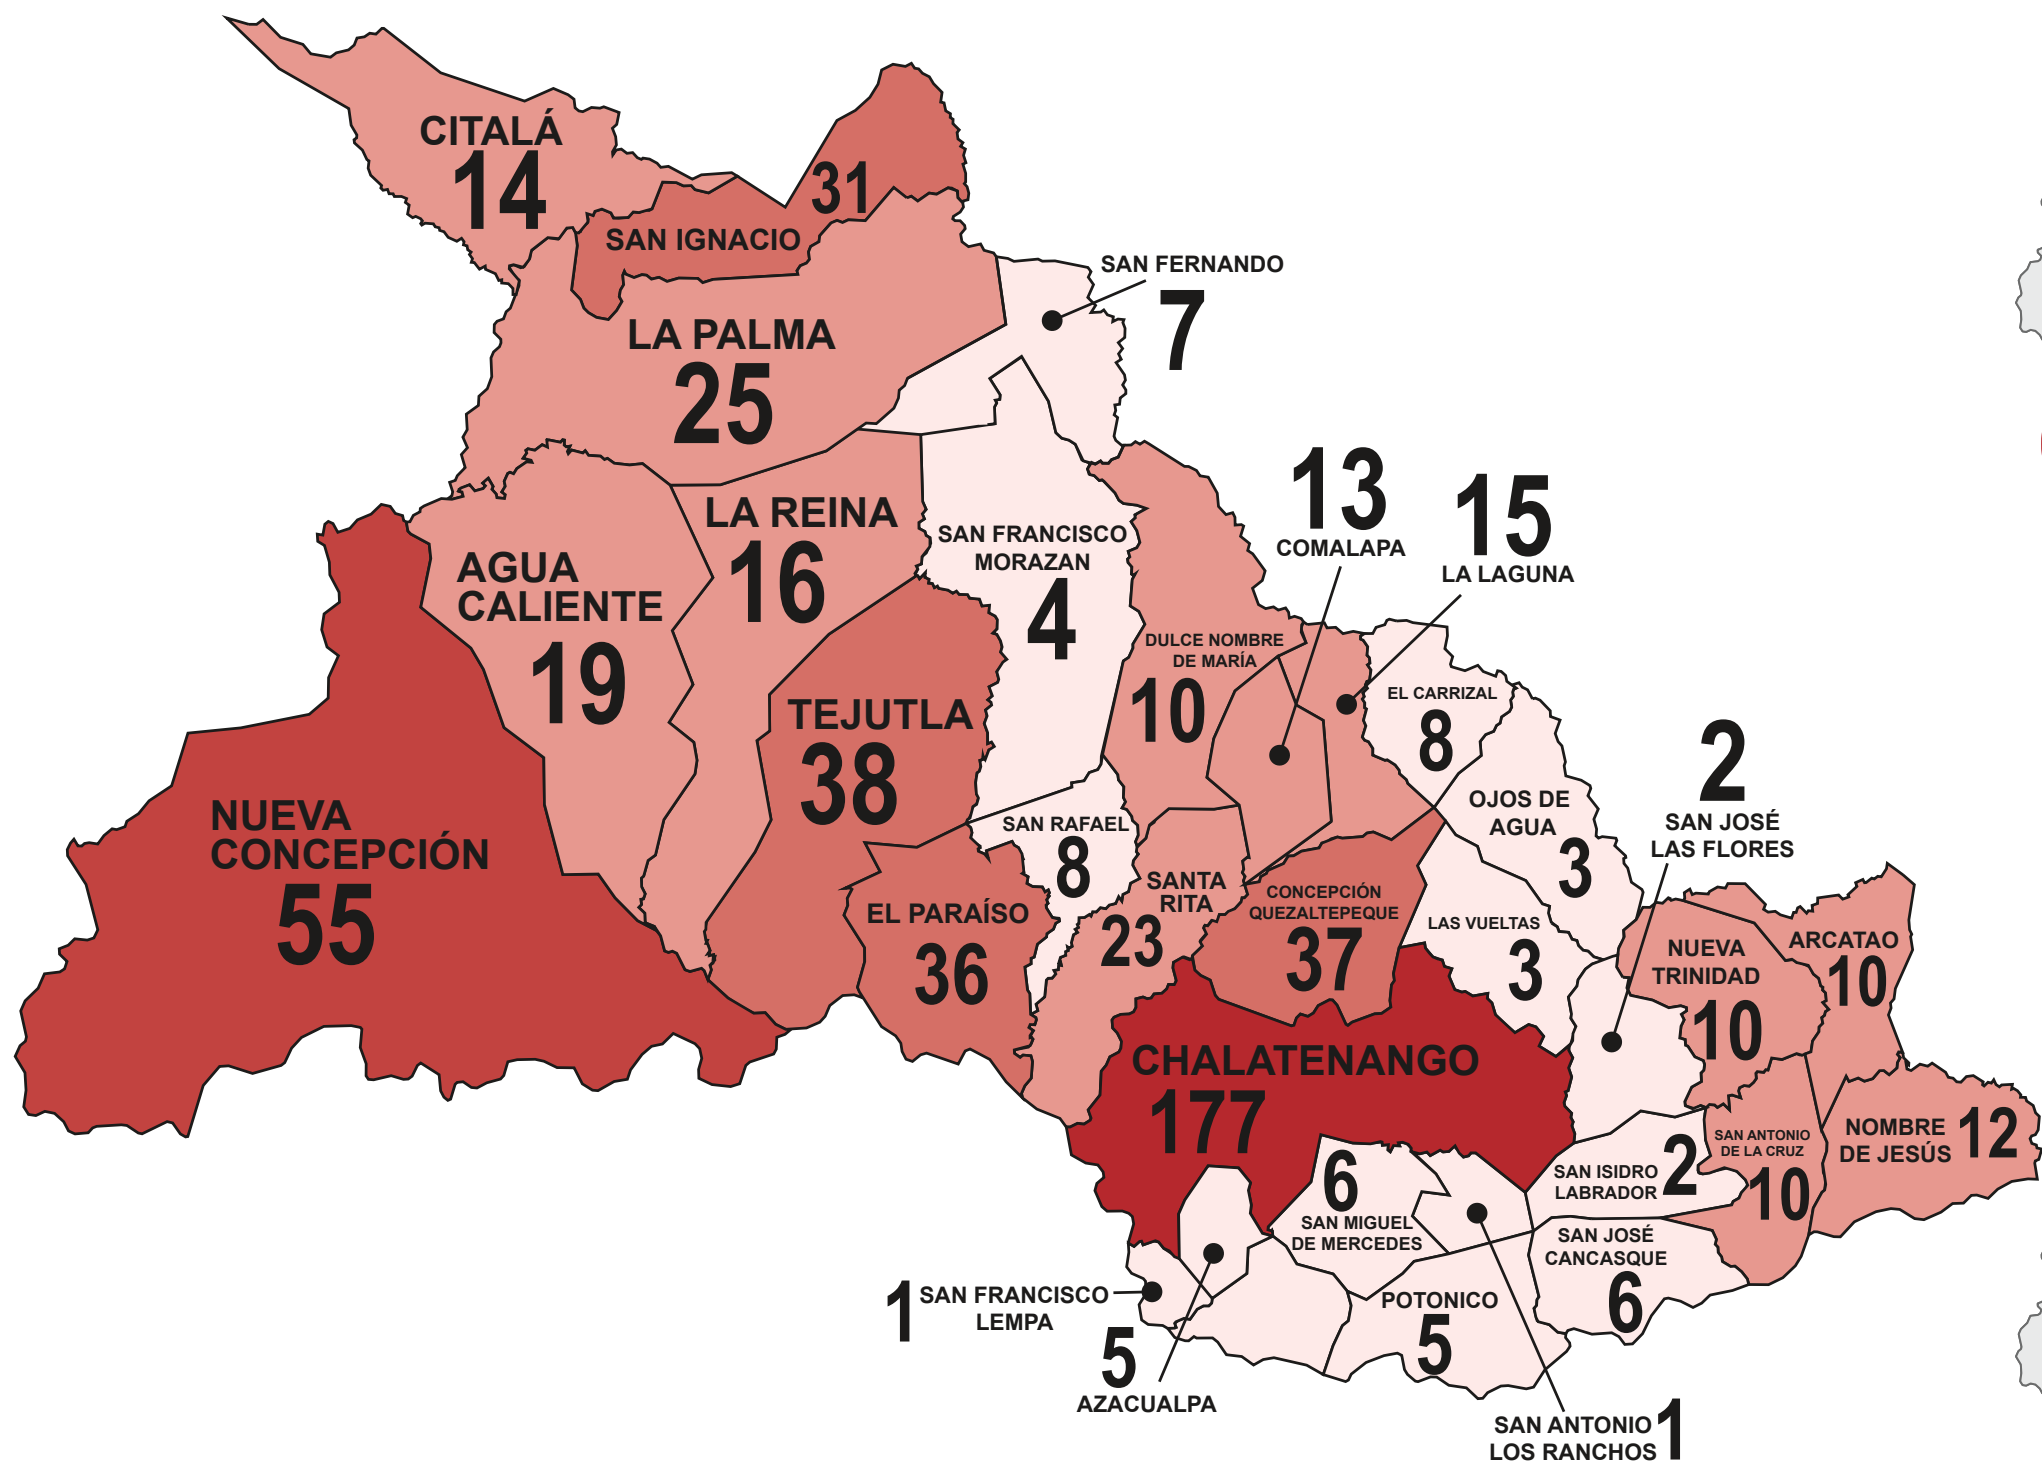 CITALÁ
14
31
SAN IGNACIO
SAN FERNANDO
7
LA PALMA
25
13
COMALAPA
15
LA LAGUNA
LA REINA
16
SAN FRANCISCO
MORAZAN
4
AGUA
CALIENTE
19
DULCE NOMBRE
DE MARÍA
10
EL CARRIZAL
8
TEJUTLA
38
2
SAN JOSÉ
LAS FLORES
OJOS DE
AGUA
3
NUEVA
CONCEPCIÓN
55
SAN RAFAEL
8
SANTA
RITA
23
CONCEPCIÓN
QUEZALTEPEQUE
37
EL PARAÍSO
36
LAS VUELTAS
3
NUEVA
TRINIDAD
10
ARCATAO
10
CHALATENANGO
177
NOMBRE
DE JESÚS
12
SAN ANTONIO
DE LA CRUZ
10
SAN ISIDRO
LABRADOR
2
6
SAN MIGUEL
DE MERCEDES
SAN JOSÉ
CANCASQUE
6
1
SAN FRANCISCO
LEMPA
POTONICO
5
5
AZACUALPA
SAN ANTONIO
LOS RANCHOS
1